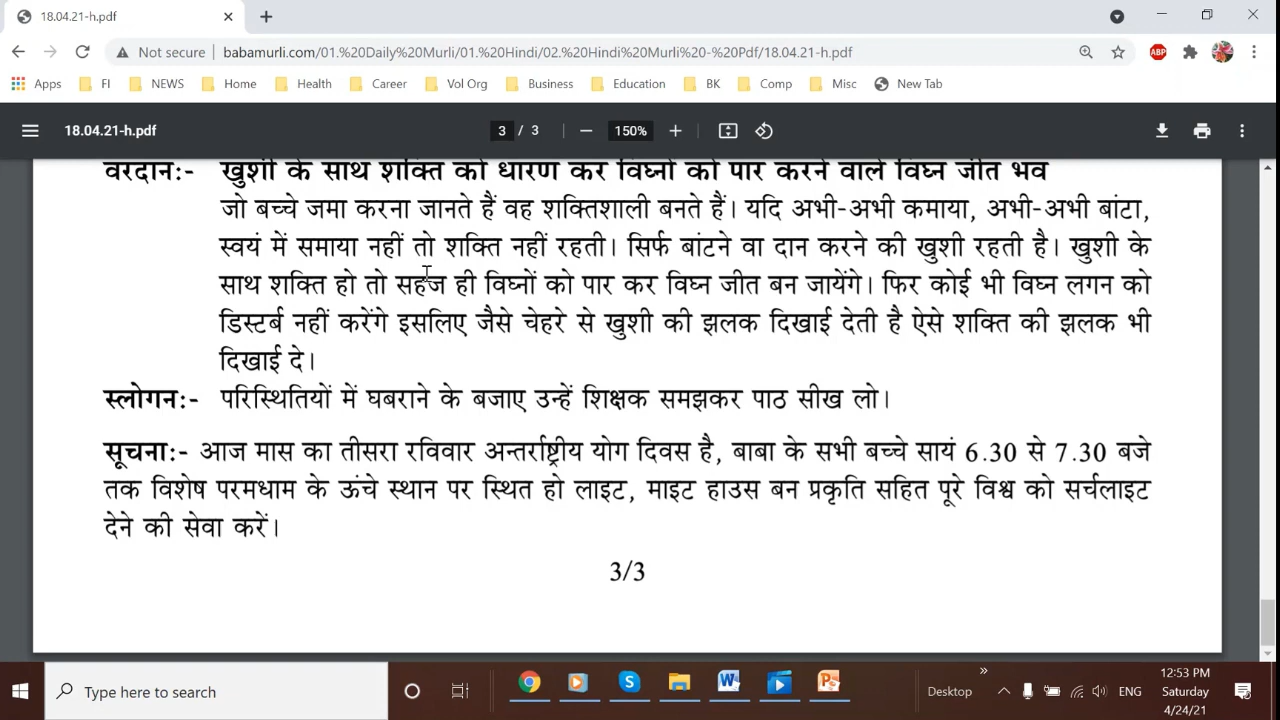 18.04.21-h.pdf
Not secure
babamurli.com/01.%20Daily%20Murli/01.%20Hindi/02.%20Hindi%20Murli%20-%20Pdf/18.04.21-h.pdf
ABP
Apps FI NEWS Home Health Career Vol Org Business Education BK Comp Misc New Tab
18.04.21-h.pdf 3 / 3 150%
वरदान:- खुशी के साथ शक्ति को धारण कर विघ्नों को पार करने वाले विघ्न जीत भव
जो बच्चे जमा करना जानते हैं वह शक्तिशाली बनते हैं। यदि अभी-अभी कमाया, अभी-अभी बांटा,
स्वयं में समाया नहीं तो शक्ति नहीं रहती। सिर्फ बांटने वा दान करने की खुशी रहती है। खुशी के
साथ शक्ति हो तो सहज ही विघ्नों को पार कर विघ्न जीत बन जायेंगे। फिर कोई भी विघ्न लगन को
डिस्टर्ब नहीं करेंगे इसलिए जैसे चेहरे से खुशी की झलक दिखाई देती है ऐसे शक्ति की झलक भी
दिखाई दे।
स्लोगन:- परिस्थितियों में घबराने के बजाए उन्हें शिक्षक समझकर पाठ सीख लो।
सूचना:- आज मास का तीसरा रविवार अन्तर्राष्ट्रीय योग दिवस है, बाबा के सभी बच्चे सायं 6.30 से 7.30 बजे
तक विशेष परमधाम के ऊंचे स्थान पर स्थित हो लाइट, माइट हाउस बन प्रकृति सहित पूरे विश्व को सर्चलाइट
देने की सेवा करें।
3/3
Type here to search
Desktop
ENG
12:53 PM
Saturday
4/24/21